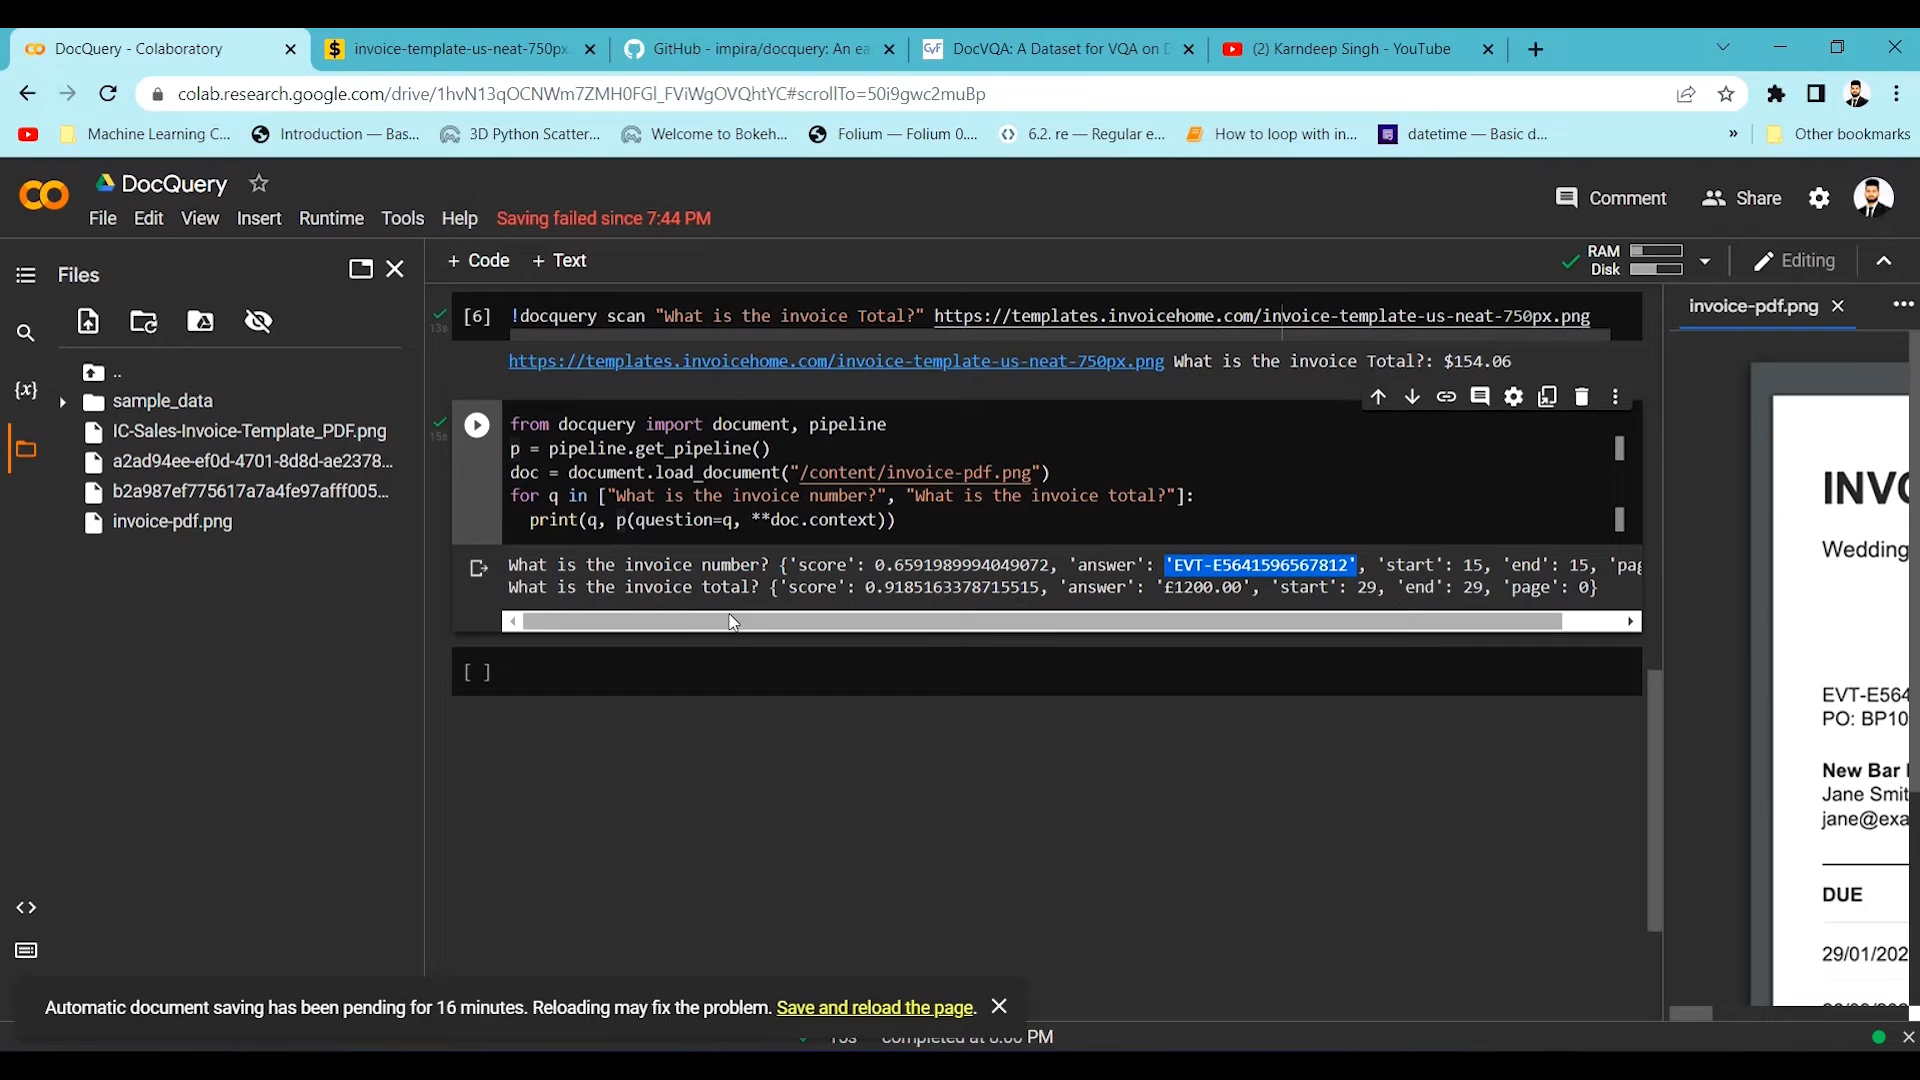 DocQuery - Colaboratory
invoice-template-us-neat-750px.
GitHub - impira/docquery: An ea
DocVQA: A Dataset for VQA on D
(2) Karndeep Singh - YouTube
colab.research.google.com/drive/1hvN13qOCNWm7ZMH0FGl_FViWgOVQhtYC#scrollTo=50i9gwc2muBp
Machine Learning C...
Introduction — Bas...
3D Python Scatter...
Welcome to Bokeh...
Folium — Folium 0....
6.2. re — Regular e...
How to loop with in...
datetime — Basic d...
»
Other bookmarks
DocQuery
File Edit View Insert Runtime Tools Help Saving failed since 7:44 PM
Comment
Share
Files
+ Code + Text
RAM
Disk
Editing
invoice-pdf.png
..
sample_data
IC-Sales-Invoice-Template_PDF.png
a2ad94ee-ef0d-4701-8d8d-ae2378...
b2a987ef775617a7a4fe97afff005...
invoice-pdf.png
{x}
13s
[6] !docquery scan "What is the invoice Total?" https://templates.invoicehome.com/invoice-template-us-neat-750px.png
https://templates.invoicehome.com/invoice-template-us-neat-750px.png What is the invoice Total?: $154.06
15s
from docquery import document, pipeline
p = pipeline.get_pipeline()
doc = document.load_document("/content/invoice-pdf.png")
for q in ["What is the invoice number?", "What is the invoice total?"]:
print(q, p(question=q, **doc.context))
What is the invoice number? {'score': 0.6591989994049072, 'answer': 'EVT-E5641596567812', 'start': 15, 'end': 15, 'pag
What is the invoice total? {'score': 0.9185163378715515, 'answer': '£1200.00', 'start': 29, 'end': 29, 'page': 0}
[ ]
INVO
Wedding
EVT-E564
PO: BP10
New Bar
Jane Smit
jane@exa
DUE
29/01/202
Automatic document saving has been pending for 16 minutes. Reloading may fix the problem. Save and reload the page.
completed at 8:00 PM